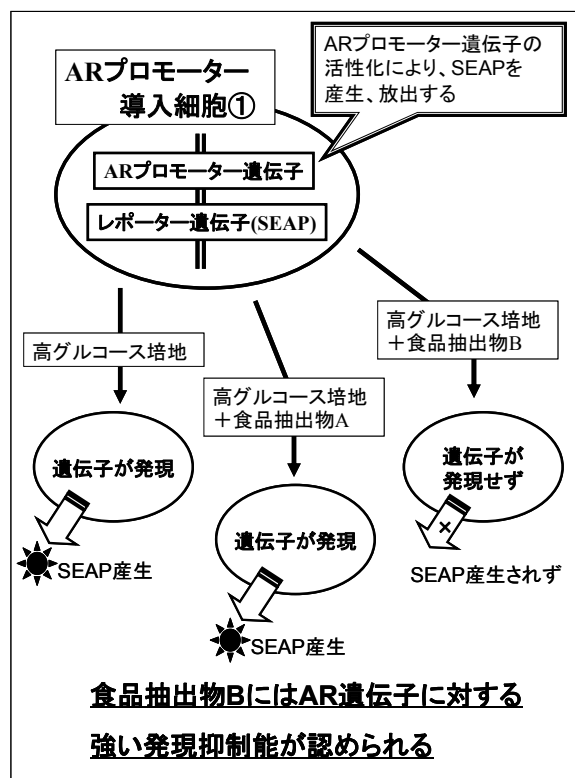 ARプロモーター
導入細胞①
ARプロモーター遺伝子の
活性化により、SEAPを
産生、放出する
ARプロモーター遺伝子
レポーター遺伝子(SEAP)
高グルコース培地
高グルコース培地
＋食品抽出物A
高グルコース培地
＋食品抽出物B
遺伝子が発現
遺伝子が発現
遺伝子が
発現せず
×
SEAP産生
SEAP産生
SEAP産生されず
食品抽出物BにはAR遺伝子に対する
強い発現抑制能が認められる